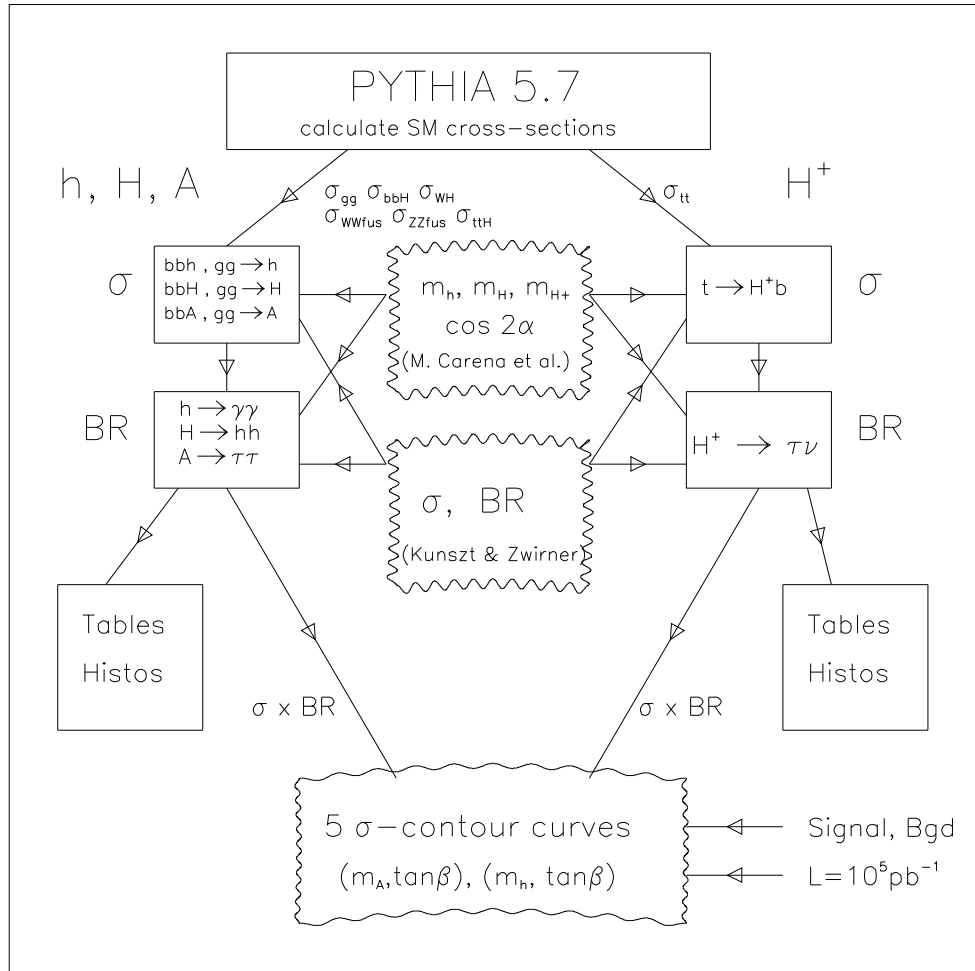 PYTHIA 5.7
calculate SM cross-sections
h, H, A
H⁺
σgg σbbH σWH
σWWfus σZZfus σttH
σtt
σ
bbh , gg → h
bbH , gg → H
bbA , gg → A
mh, mH, mH+
cos 2α
(M. Carena et al.)
t → H⁺b
σ
BR
h → γγ
H → hh
A → ττ
σ, BR
(Kunszt & Zwirner)
H⁺ → τν
BR
Tables
Histos
Tables
Histos
σ x BR
σ x BR
5 σ-contour curves
(mA,tanβ), (mh, tanβ)
Signal, Bgd
L=10⁵pb⁻¹